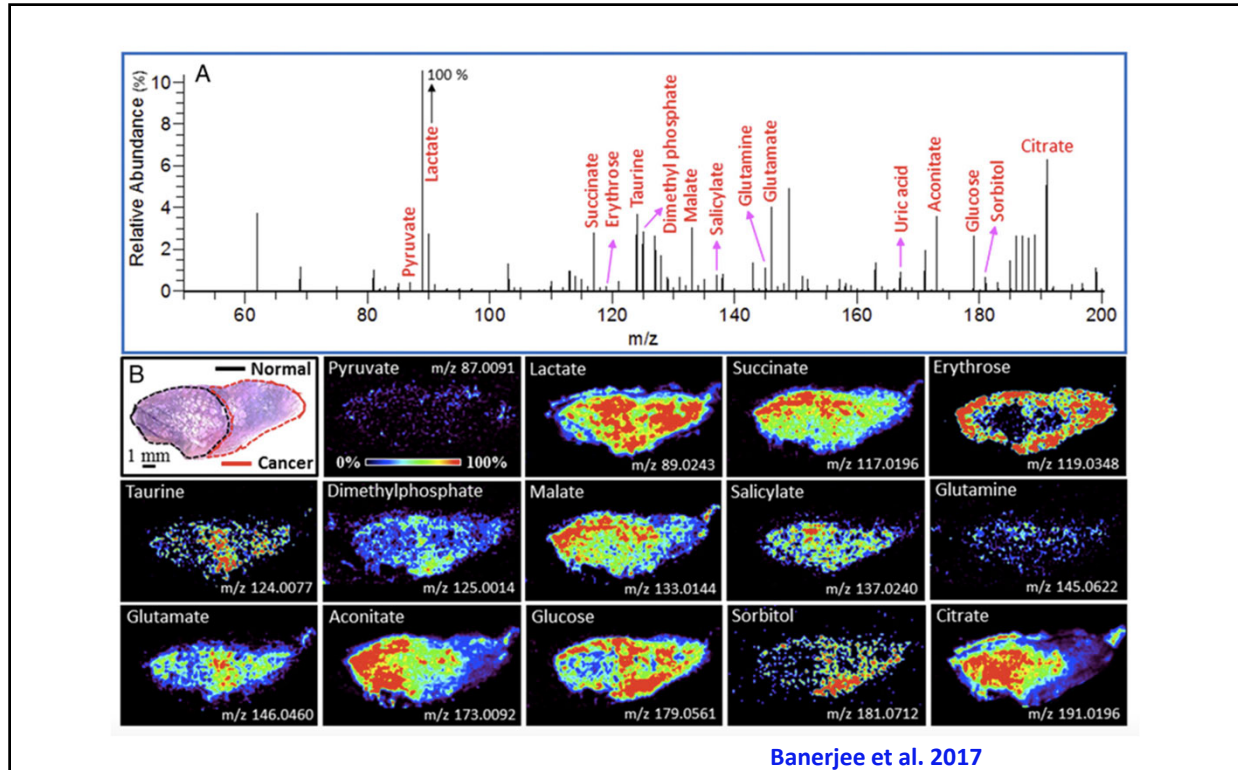 A
Relative Abundance (%)
10
8
6
4
2
0
100 %
Pyruvate
Lactate
Succinate
Erythrose
Taurine
Dimethyl phosphate
Malate
Salicylate
Glutamine
Glutamate
Uric acid
Aconitate
Glucose
Sorbitol
Citrate
60 80 100 120 140 160 180 200
m/z
B
Normal
1 mm
Cancer
Pyruvate m/z 87.0091
0% 100%
Lactate
m/z 89.0243
Succinate
m/z 117.0196
Erythrose
m/z 119.0348
Taurine
m/z 124.0077
Dimethylphosphate
m/z 125.0014
Malate
m/z 133.0144
Salicylate
m/z 137.0240
Glutamine
m/z 145.0622
Glutamate
m/z 146.0460
Aconitate
m/z 173.0092
Glucose
m/z 179.0561
Sorbitol
m/z 181.0712
Citrate
m/z 191.0196
Banerjee et al. 2017